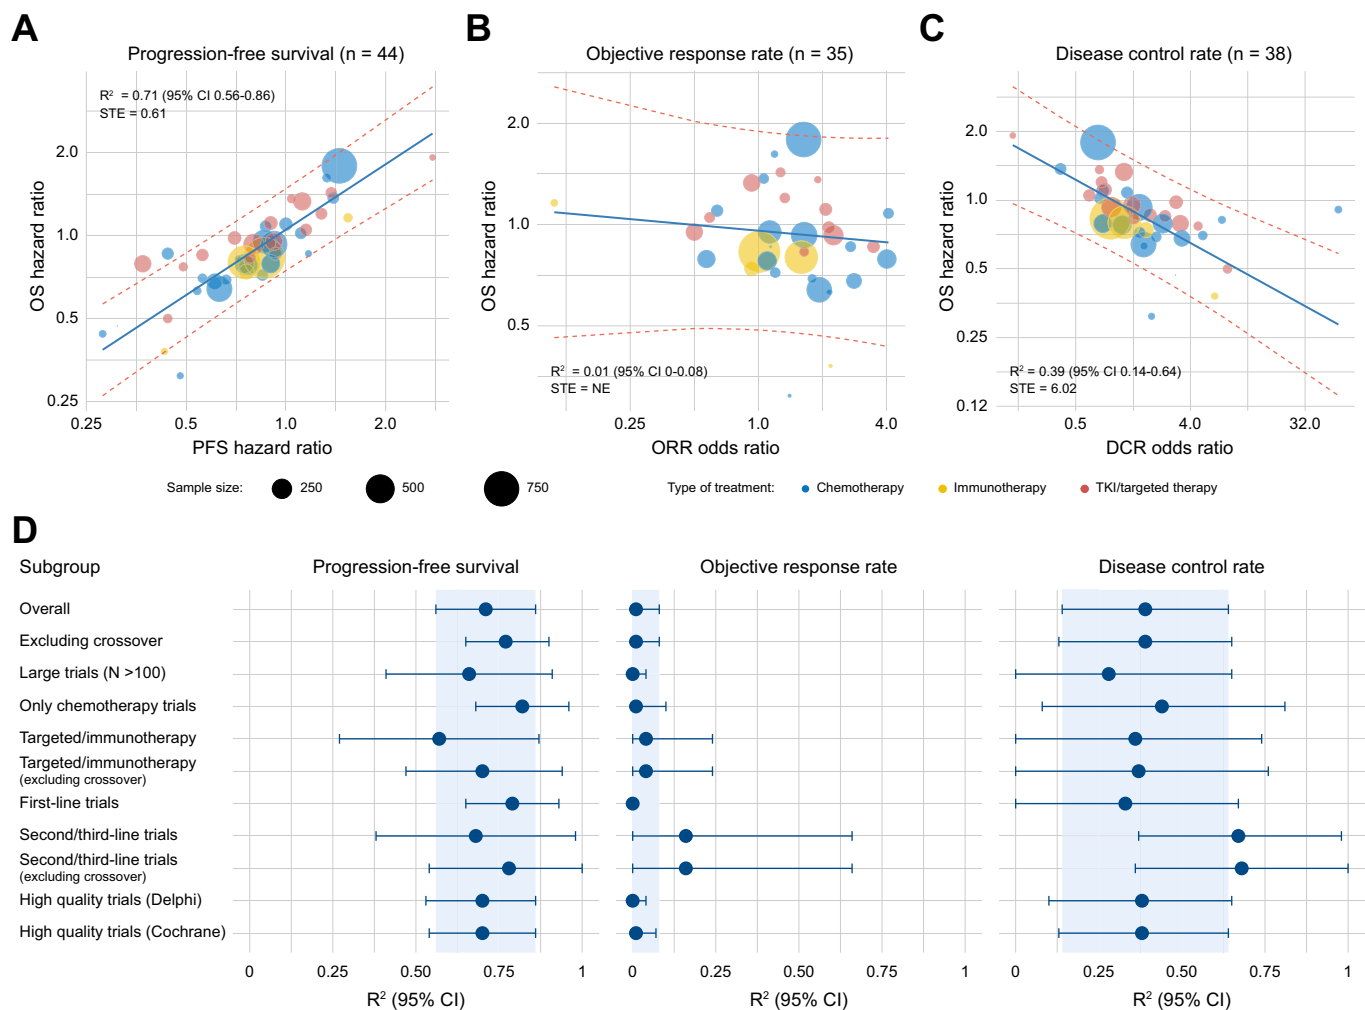 A
Progression-free survival (n = 44)
R² = 0.71 (95% CI 0.56-0.86)
STE = 0.61
OS hazard ratio
2.0
1.0
0.5
0.25
0.25 0.5 1.0 2.0
PFS hazard ratio
B
Objective response rate (n = 35)
OS hazard ratio
2.0
1.0
0.5
R² = 0.01 (95% CI 0-0.08)
STE = NE
0.25 1.0 4.0
ORR odds ratio
C
Disease control rate (n = 38)
OS hazard ratio
2.0
1.0
0.5
0.25
0.12
R² = 0.39 (95% CI 0.14-0.64)
STE = 6.02
0.5 4.0 32.0
DCR odds ratio
Sample size: 250 500 750
Type of treatment: Chemotherapy Immunotherapy TKI/targeted therapy
D
Subgroup Progression-free survival Objective response rate Disease control rate
Overall
Excluding crossover
Large trials (N >100)
Only chemotherapy trials
Targeted/immunotherapy
Targeted/immunotherapy
(excluding crossover)
First-line trials
Second/third-line trials
Second/third-line trials
(excluding crossover)
High quality trials (Delphi)
High quality trials (Cochrane)
0 0.25 0.50 0.75 1 0 0.25 0.50 0.75 1 0 0.25 0.50 0.75 1
R² (95% CI) R² (95% CI) R² (95% CI)